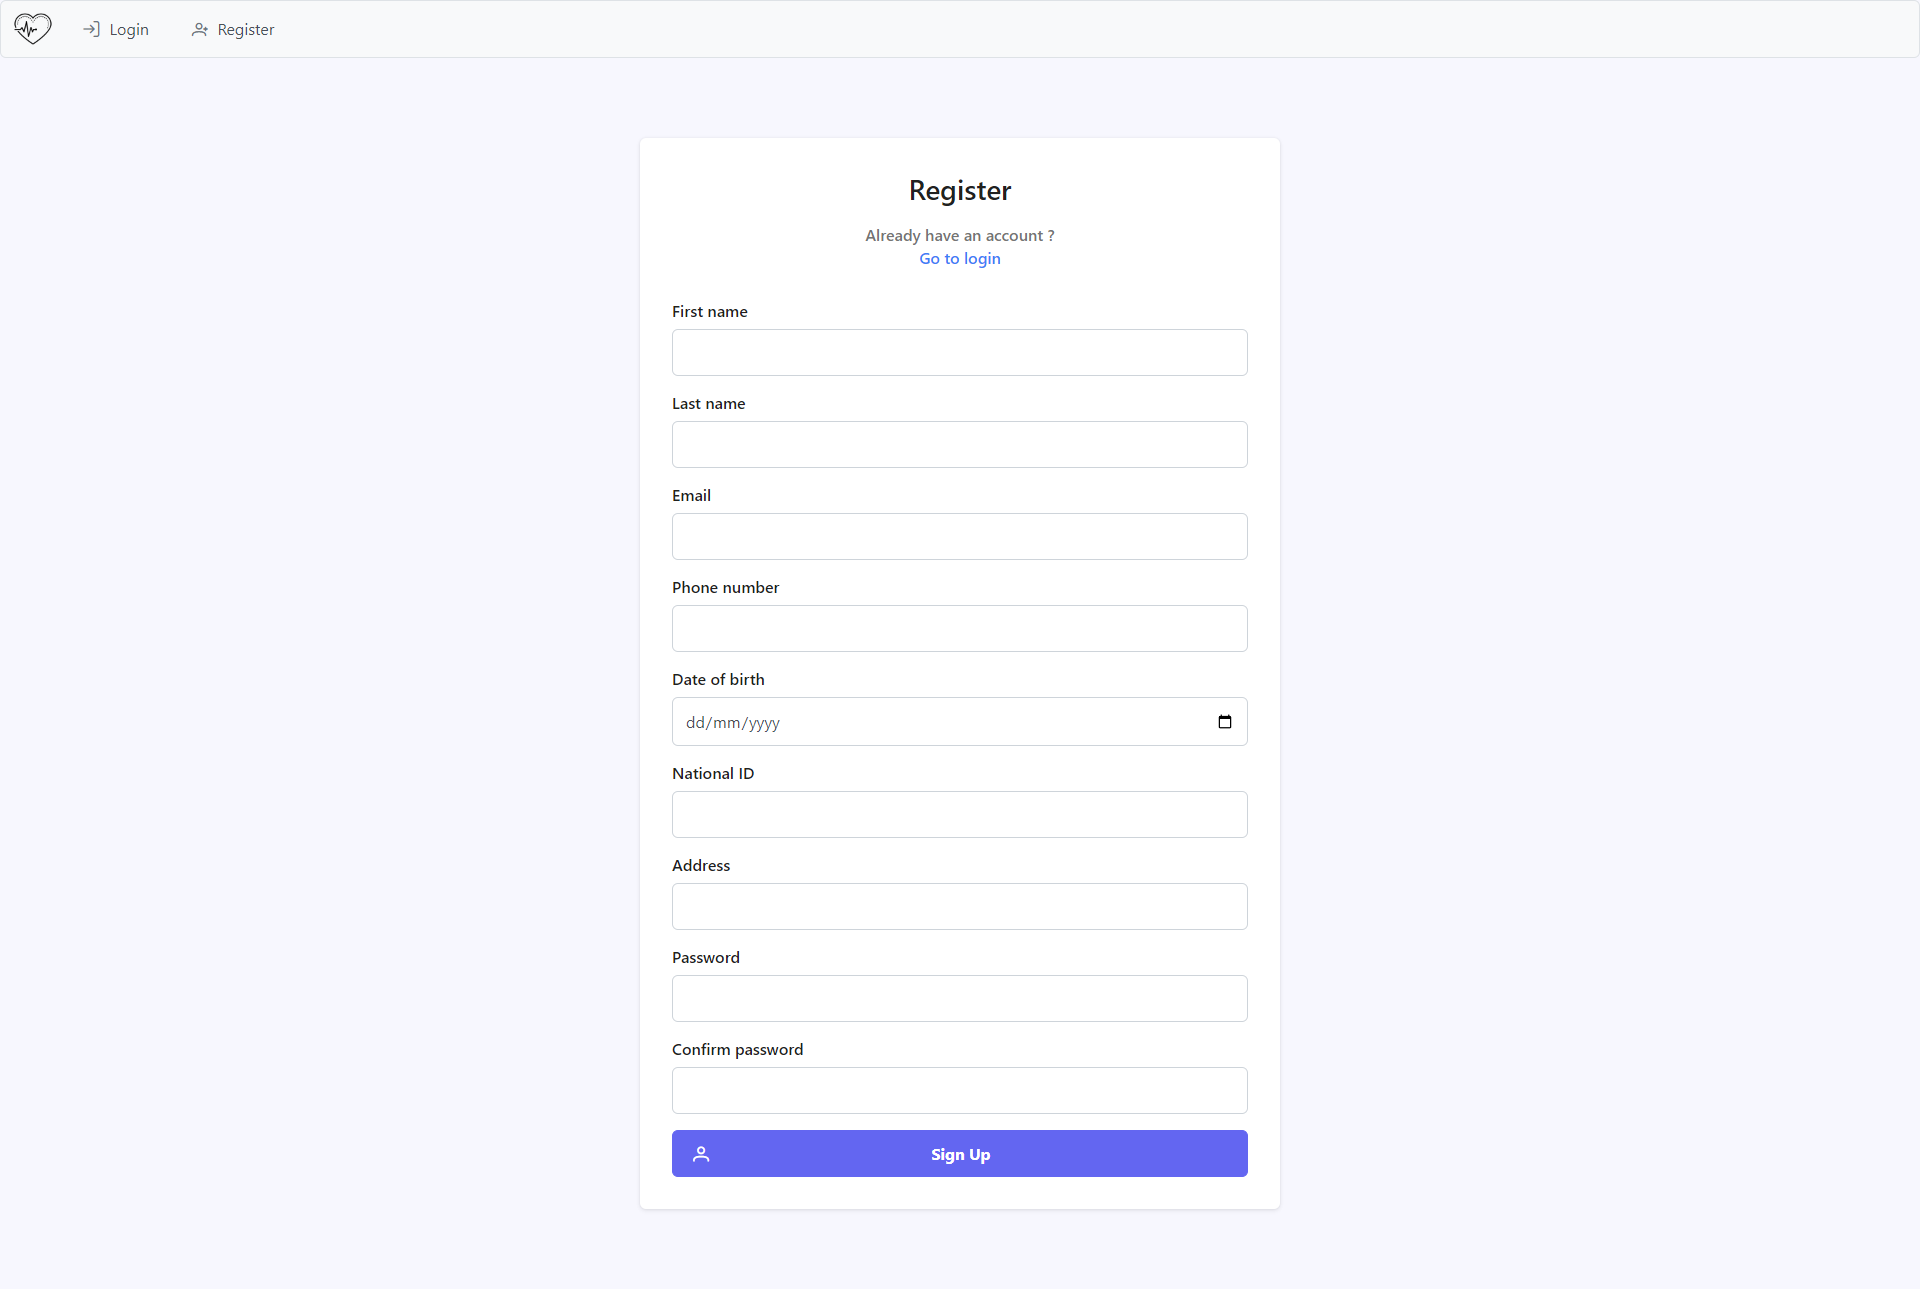 Login
Register
Register
Already have an account ?
Go to login
First name
Last name
Email
Phone number
Date of birth
dd/mm/yyyy
National ID
Address
Password
Confirm password
Sign Up